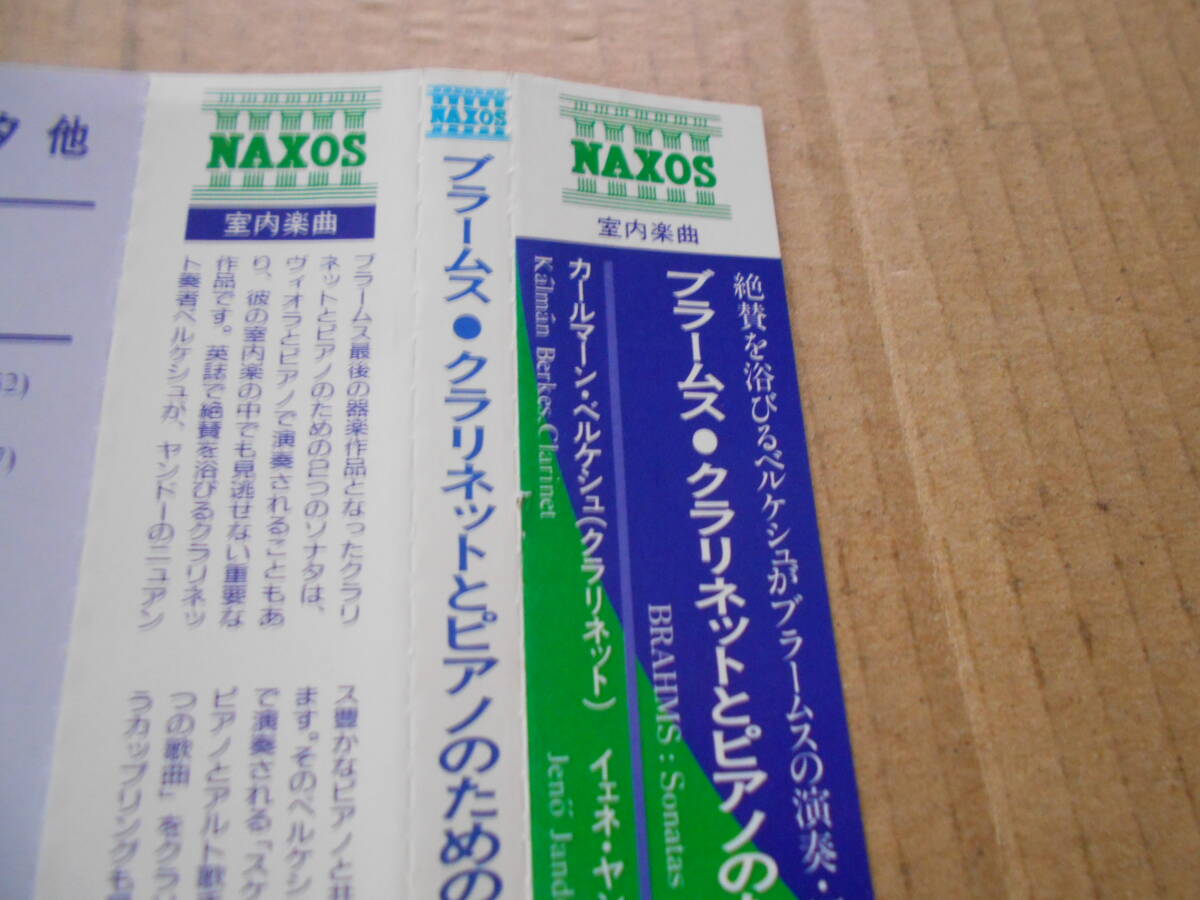 他
52)
7)
NAXOS
室内楽曲
ブラームス最後の器楽作品となったクラリ
ネットとピアノのための2つのソナタは、
ヴィオラとピアノで演奏されることもあ
り、彼の室内楽の中でも見逃せない重要な
作品です。英誌で絶賛を浴びるクラリネッ
ト奏者ベルケシュが、ヤンドーのニュアン
ス豊かなピアノと共
ます。そのベルケシ
で演奏される「スケ
ピアノとアルト歌
つの歌曲」をクラ
うカップリングも
NAXOS
ブラームス●クラリネットとピアノのための
NAXOS
室内楽曲
絶賛を浴びるベルケシュがブラームスの演奏・
ブラームス●クラリネットとピアノの
BRAHMS : Sonatas
カールマーン・ベルケシュ(クラリネット) イェネ・ヤン
Kálmán Berkes, Clarinet Jenő Jand